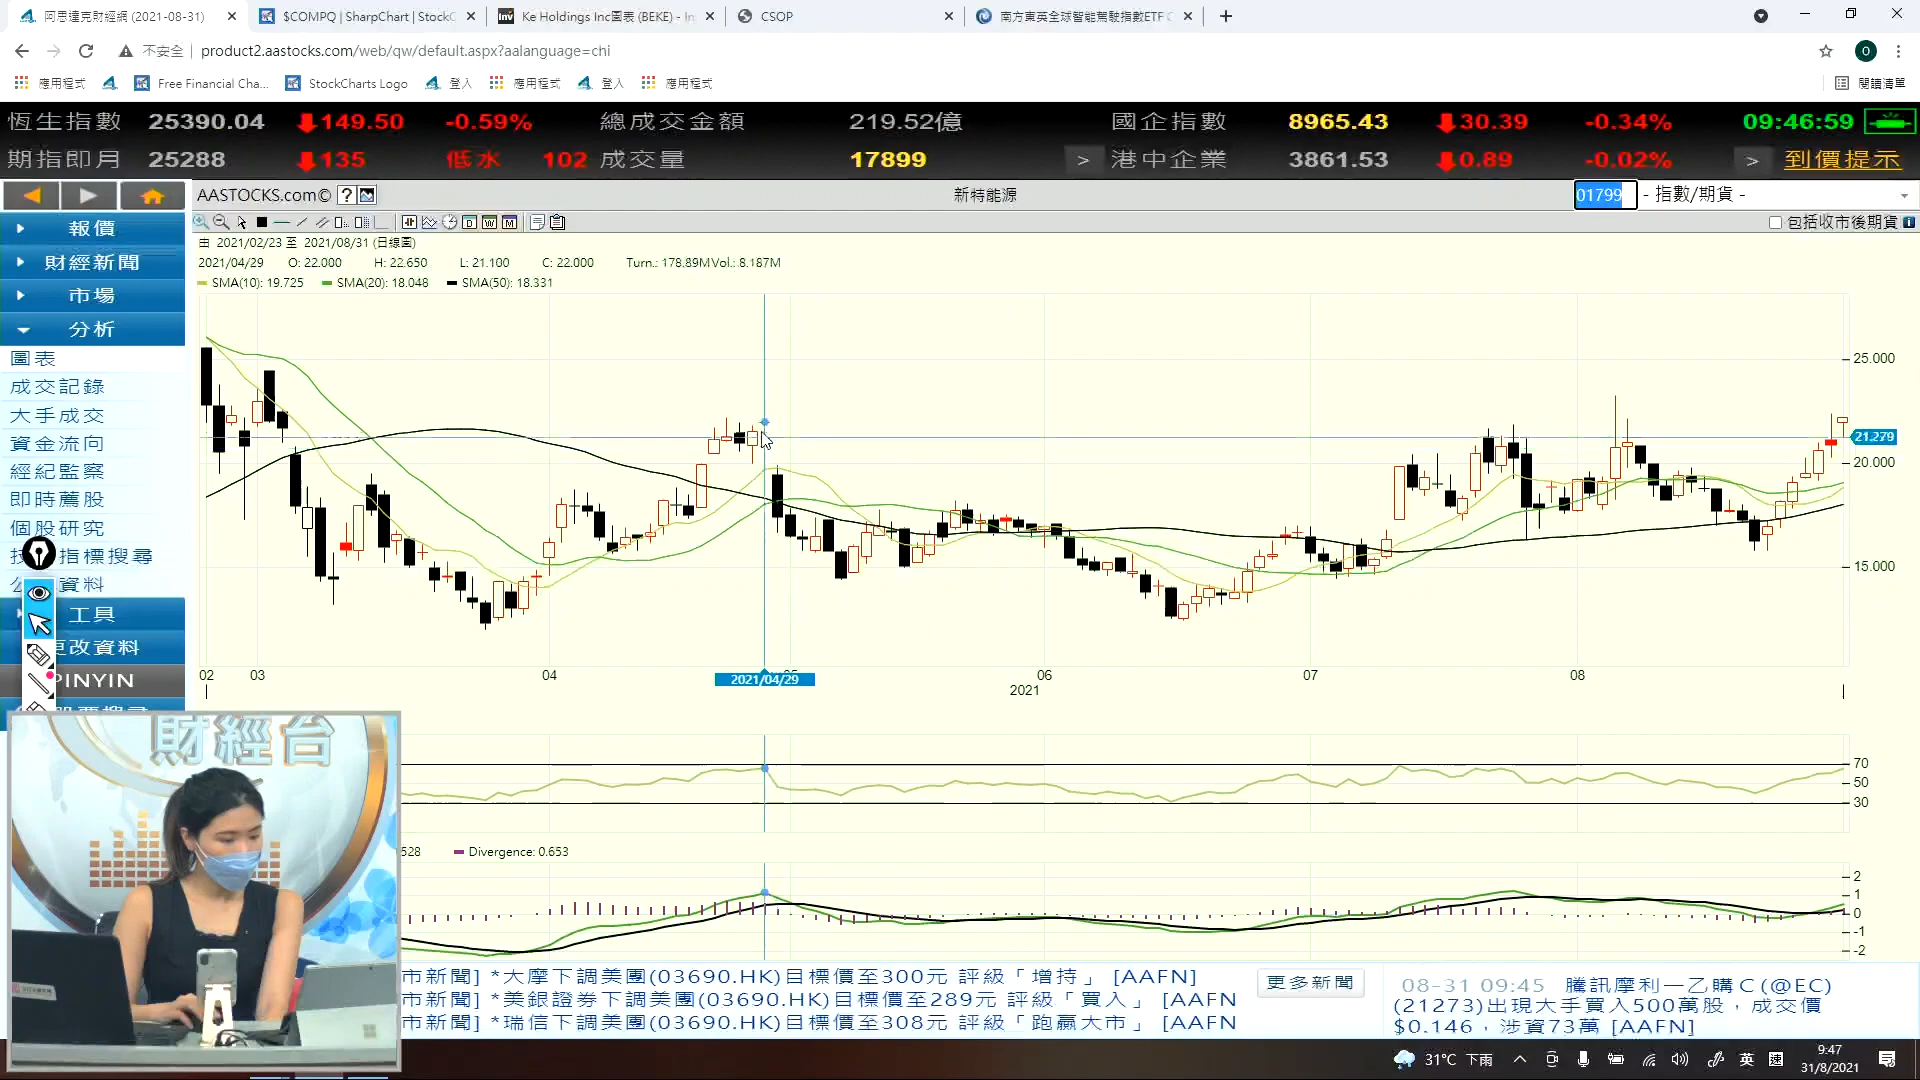 阿思達克財經網 (2021-08-31)
$COMPQ | SharpChart | StockC
Ke Holdings Inc圖表 (BEKE) - In
CSOP
南方東英全球智能駕駛指數ETF C
不安全
product2.aastocks.com/web/qw/default.aspx?aalanguage=chi
O
應用程式
Free Financial Cha...
StockCharts Logo
登入
應用程式
登入
應用程式
閱讀清單
恆生指數 25390.04 149.50 -0.59% 總成交金額 219.52億 國企指數 8965.43 30.39 -0.34% 09:46:59
期指即月 25288 135 低水 102 成交量 17899 > 港中企業 3861.53 0.89 -0.02% > 到價提示
AASTOCKS.com© ? 新特能源 01799 - 指數/期貨 -
包括收市後期貨
由 2021/02/23 至 2021/08/31 (日線圖)
2021/04/29 O: 22.000 H: 22.650 L: 21.100 C: 22.000 Turn.: 178.89MVol.: 8.187M
SMA(10): 19.725 SMA(20): 18.048 SMA(50): 18.331
報價
財經新聞
市場
分析
圖表
成交記錄
大手成交
資金流向
經紀監察
即時薦股
個股研究
指標搜尋
資料
工具
更改資料
PINYIN
25.000
21.279
20.000
15.000
02 03 04 05 06 07 08
2021/04/29
2021
70
50
30
528 Divergence: 0.653
2
1
0
-1
-2
財經台
市新聞] *大摩下調美團(03690.HK)目標價至300元 評級「增持」 [AAFN]
市新聞] *美銀證券下調美團(03690.HK)目標價至289元 評級「買入」 [AAFN
市新聞] *瑞信下調美團(03690.HK)目標價至308元 評級「跑贏大市」 [AAFN
更多新聞
08-31 09:45 騰訊摩利一乙購Ｃ(@EC)
(21273)出現大手買入500萬股，成交價
$0.146，涉資73萬 [AAFN]
31°C 下雨
英
9:47
31/8/2021